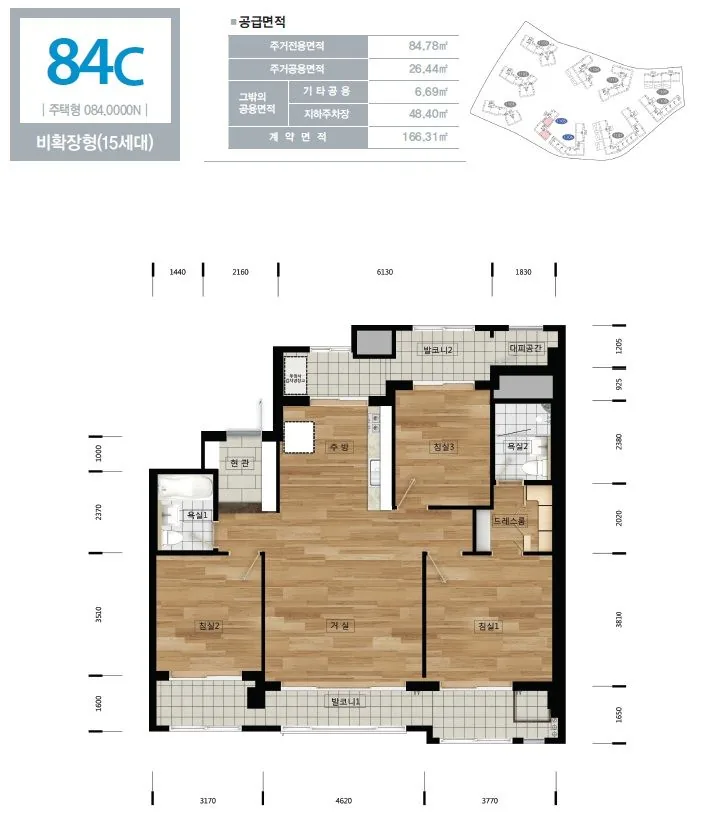 84C
| 주택형 084.0000N |
비확장형(15세대)
공급면적
주거전용면적 84.78㎡
주거공용면적 26.44㎡
그밖의
공용면적
기 타 공 용 6.69㎡
지하주차장 48.40㎡
계 약 면 적 166.31㎡
1440 2160 6130 1830
발코니2
대피공간
주 방
침실3
욕실2
현 관
욕실1
드레스룸
침실2
거 실
침실1
발코니1
1000
2370
3510
1600
1205
925
2380
2020
3810
1650
3170 4620 3770